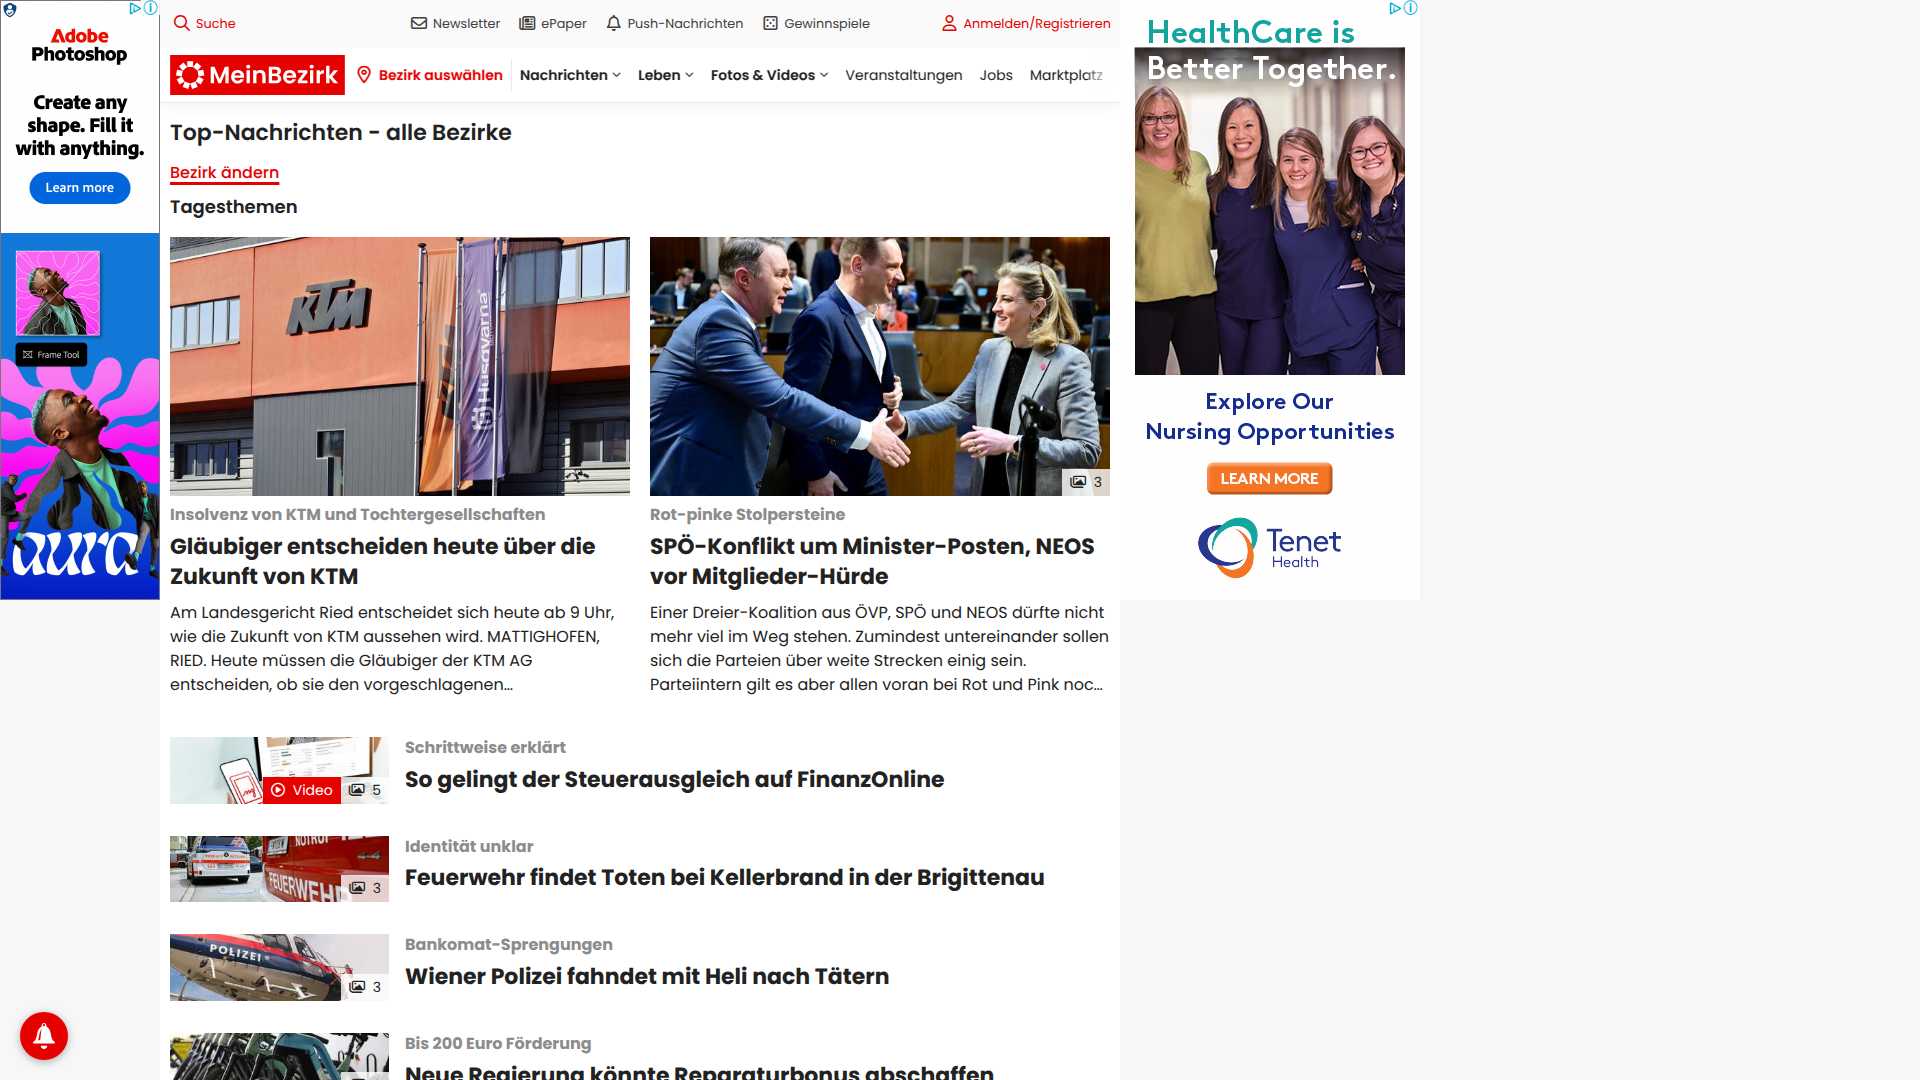 Suche
Newsletter
ePaper
Push-Nachrichten
Gewinnspiele
Anmelden/Registrieren
MeinBezirk
Bezirk auswählen
Nachrichten
Leben
Fotos & Videos
Veranstaltungen
Jobs
Marktplatz
Adobe
Photoshop
Create any
shape. Fill it
with anything.
Learn more
Frame Tool
aura
Top-Nachrichten - alle Bezirke
Bezirk ändern
Tagesthemen
KTM
Husqvarna
Insolvenz von KTM und Tochtergesellschaften
Gläubiger entscheiden heute über die
Zukunft von KTM
Am Landesgericht Ried entscheidet sich heute ab 9 Uhr,
wie die Zukunft von KTM aussehen wird. MATTIGHOFEN,
RIED. Heute müssen die Gläubiger der KTM AG
entscheiden, ob sie den vorgeschlagenen...
3
Rot-pinke Stolpersteine
SPÖ-Konflikt um Minister-Posten, NEOS
vor Mitglieder-Hürde
Einer Dreier-Koalition aus ÖVP, SPÖ und NEOS dürfte nicht
mehr viel im Weg stehen. Zumindest untereinander sollen
sich die Parteien über weite Strecken einig sein.
Parteiintern gilt es aber allen voran bei Rot und Pink noc...
Video
5
Schrittweise erklärt
So gelingt der Steuerausgleich auf FinanzOnline
NOTRUF
FEUERWEHR
3
Identität unklar
Feuerwehr findet Toten bei Kellerbrand in der Brigittenau
POLIZEI
3
Bankomat-Sprengungen
Wiener Polizei fahndet mit Heli nach Tätern
Bis 200 Euro Förderung
Neue Regierung könnte Reparaturbonus abschaffen
HealthCare is
Better Together.
Explore Our
Nursing Opportunities
LEARN MORE
Tenet
Health